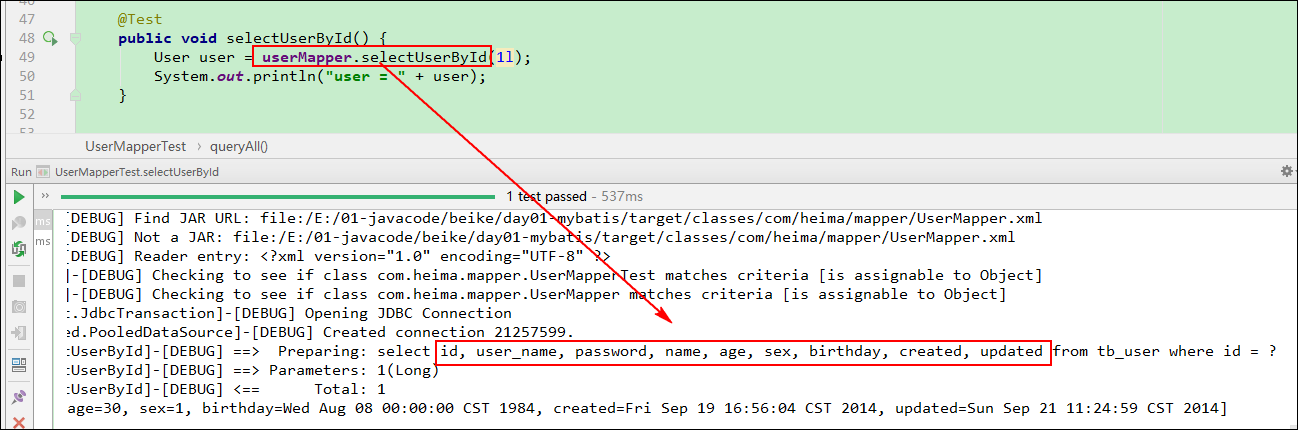 47 @Test
48 public void selectUserById() {
49 User user = userMapper.selectUserById(1l);
50 System.out.println("user = " + user);
51 }
52
53
UserMapperTest › queryAll()
Run UserMapperTest.selectUserById
» 1 test passed - 537ms
[DEBUG] Find JAR URL: file:/E:/01-javacode/beike/day01-mybatis/target/classes/com/heima/mapper/UserMapper.xml
ms [DEBUG] Not a JAR: file:/E:/01-javacode/beike/day01-mybatis/target/classes/com/heima/mapper/UserMapper.xml
ms [DEBUG] Reader entry: <?xml version="1.0" encoding="UTF-8" ?>
]-[DEBUG] Checking to see if class com.heima.mapper.UserMapperTest matches criteria [is assignable to Object]
]-[DEBUG] Checking to see if class com.heima.mapper.UserMapper matches criteria [is assignable to Object]
.JdbcTransaction]-[DEBUG] Opening JDBC Connection
ed.PooledDataSource]-[DEBUG] Created connection 21257599.
tUserById]-[DEBUG] ==>  Preparing: select id, user_name, password, name, age, sex, birthday, created, updated from tb_user where id = ?
tUserById]-[DEBUG] ==> Parameters: 1(Long)
tUserById]-[DEBUG] <==      Total: 1
age=30, sex=1, birthday=Wed Aug 08 00:00:00 CST 1984, created=Fri Sep 19 16:56:04 CST 2014, updated=Sun Sep 21 11:24:59 CST 2014]